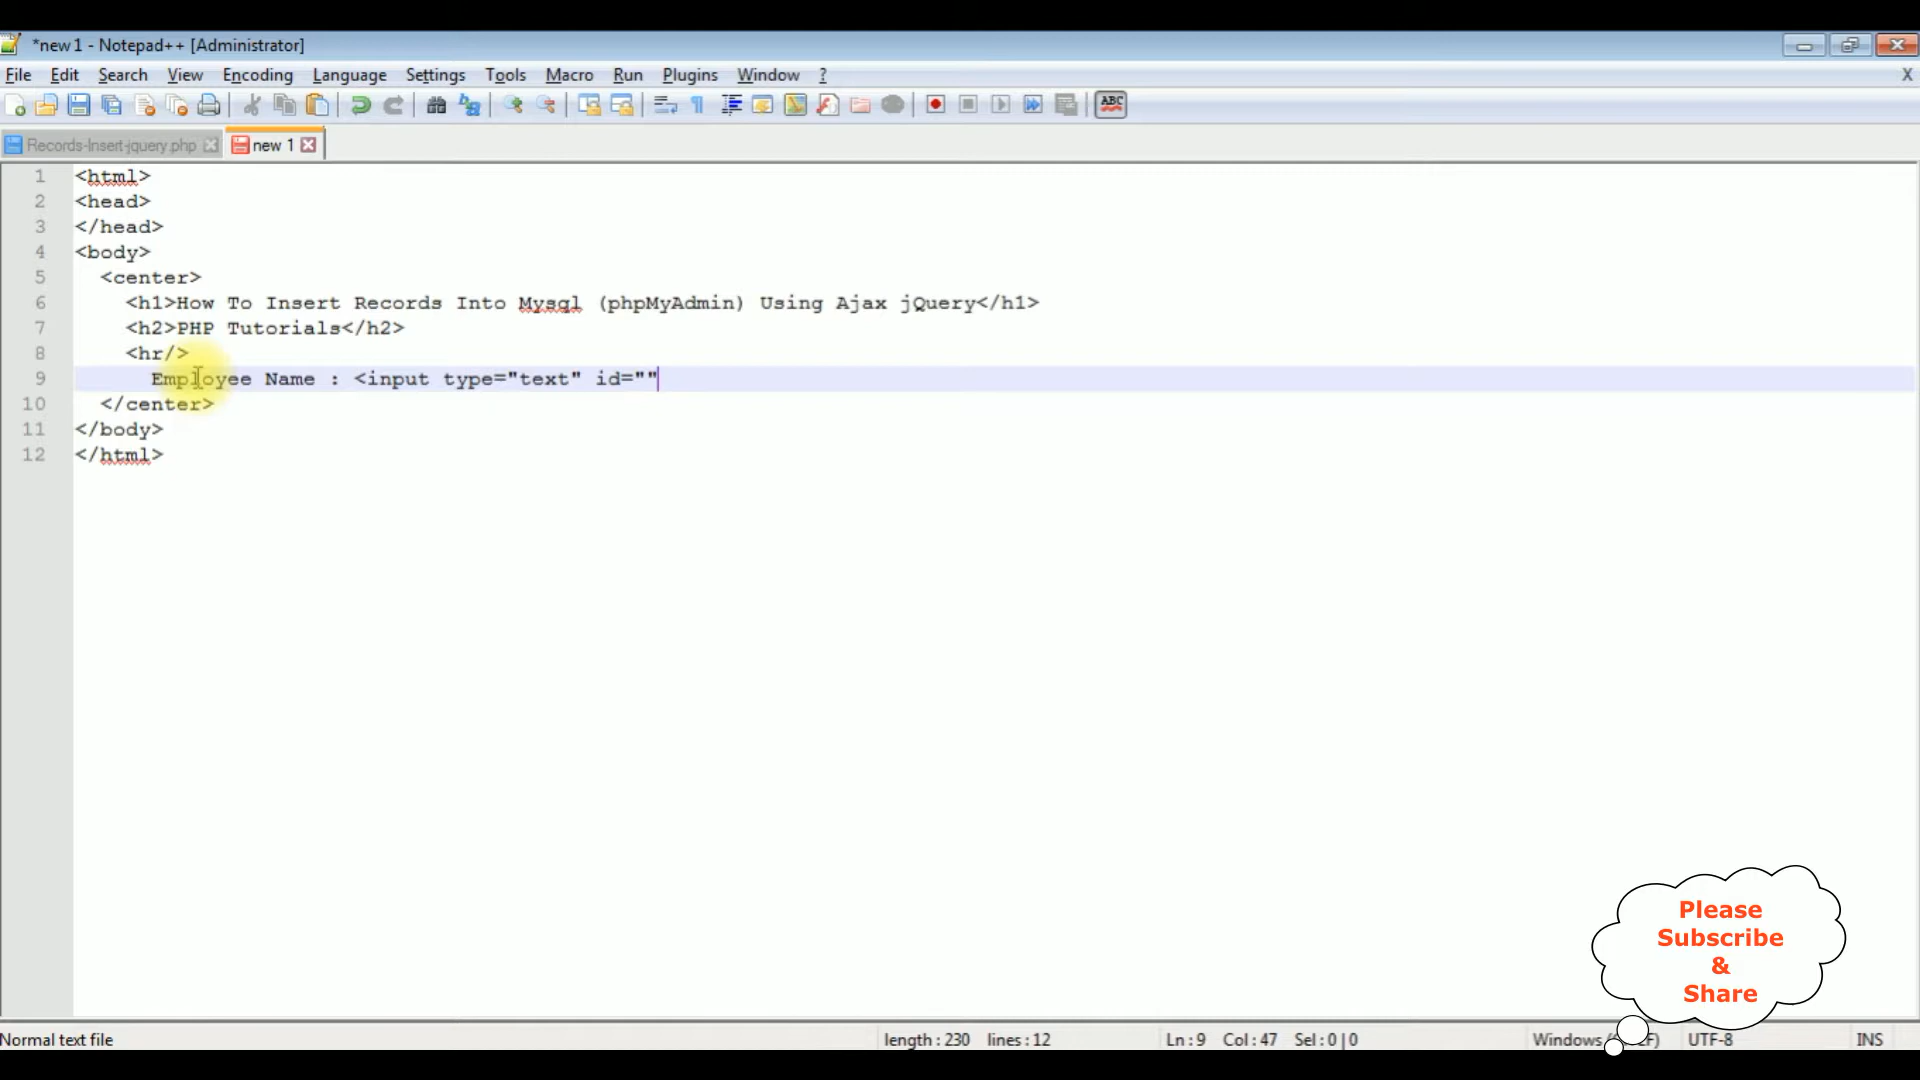 *new 1 - Notepad++ [Administrator]
File Edit Search View Encoding Language Settings Tools Macro Run Plugins Window ? X
ABC
Records-Insert-jquery.php new 1
1 <html>
2 <head>
3 </head>
4 <body>
5 <center>
6 <h1>How To Insert Records Into Mysql (phpMyAdmin) Using Ajax jQuery</h1>
7 <h2>PHP Tutorials</h2>
8 <hr/>
9 Employee Name : <input type="text" id=""
10 </center>
11 </body>
12 </html>
Please
Subscribe
&
Share
Normal text file length : 230 lines : 12 Ln : 9 Col : 47 Sel : 0 | 0 Windows UTF-8 INS